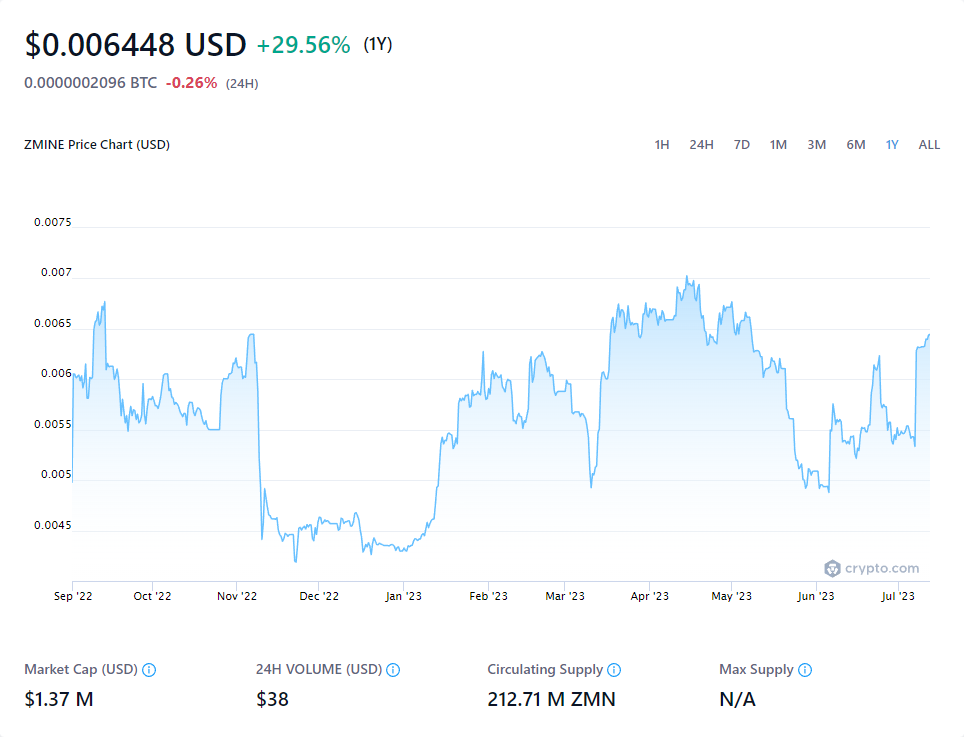 $0.006448 USD +29.56% (1Y)
0.0000002096 BTC -0.26% (24H)
ZMINE Price Chart (USD) 1H 24H 7D 1M 3M 6M 1Y ALL
0.0075
0.007
0.0065
0.006
0.0055
0.005
0.0045
crypto.com
Sep '22 Oct '22 Nov '22 Dec '22 Jan '23 Feb '23 Mar '23 Apr '23 May '23 Jun '23 Jul '23
Market Cap (USD) 24H VOLUME (USD) Circulating Supply Max Supply
$1.37 M $38 212.71 M ZMN N/A